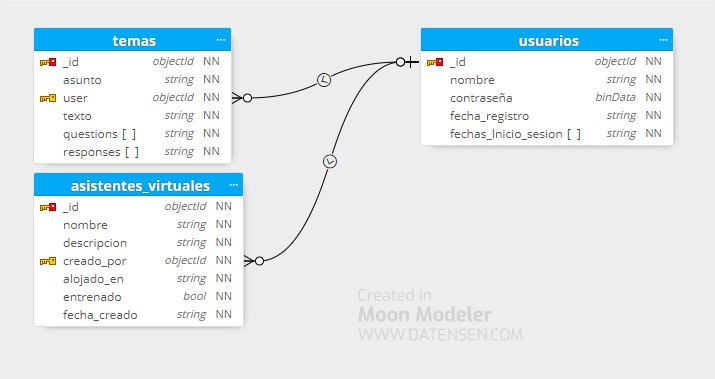 temas ...
_id objectId NN
asunto string NN
user objectId NN
texto string NN
questions [ ] string NN
responses [ ] string NN
usuarios ...
_id objectId NN
nombre string NN
contraseña binData NN
fecha_registro string NN
fechas_Inicio_sesion [ ] string NN
L
L
asistentes_virtuales ...
_id objectId NN
nombre string NN
descripcion string NN
creado_por objectId NN
alojado_en string NN
entrenado bool NN
fecha_creado string NN
Created in
Moon Modeler
WWW.DATENSEN.COM